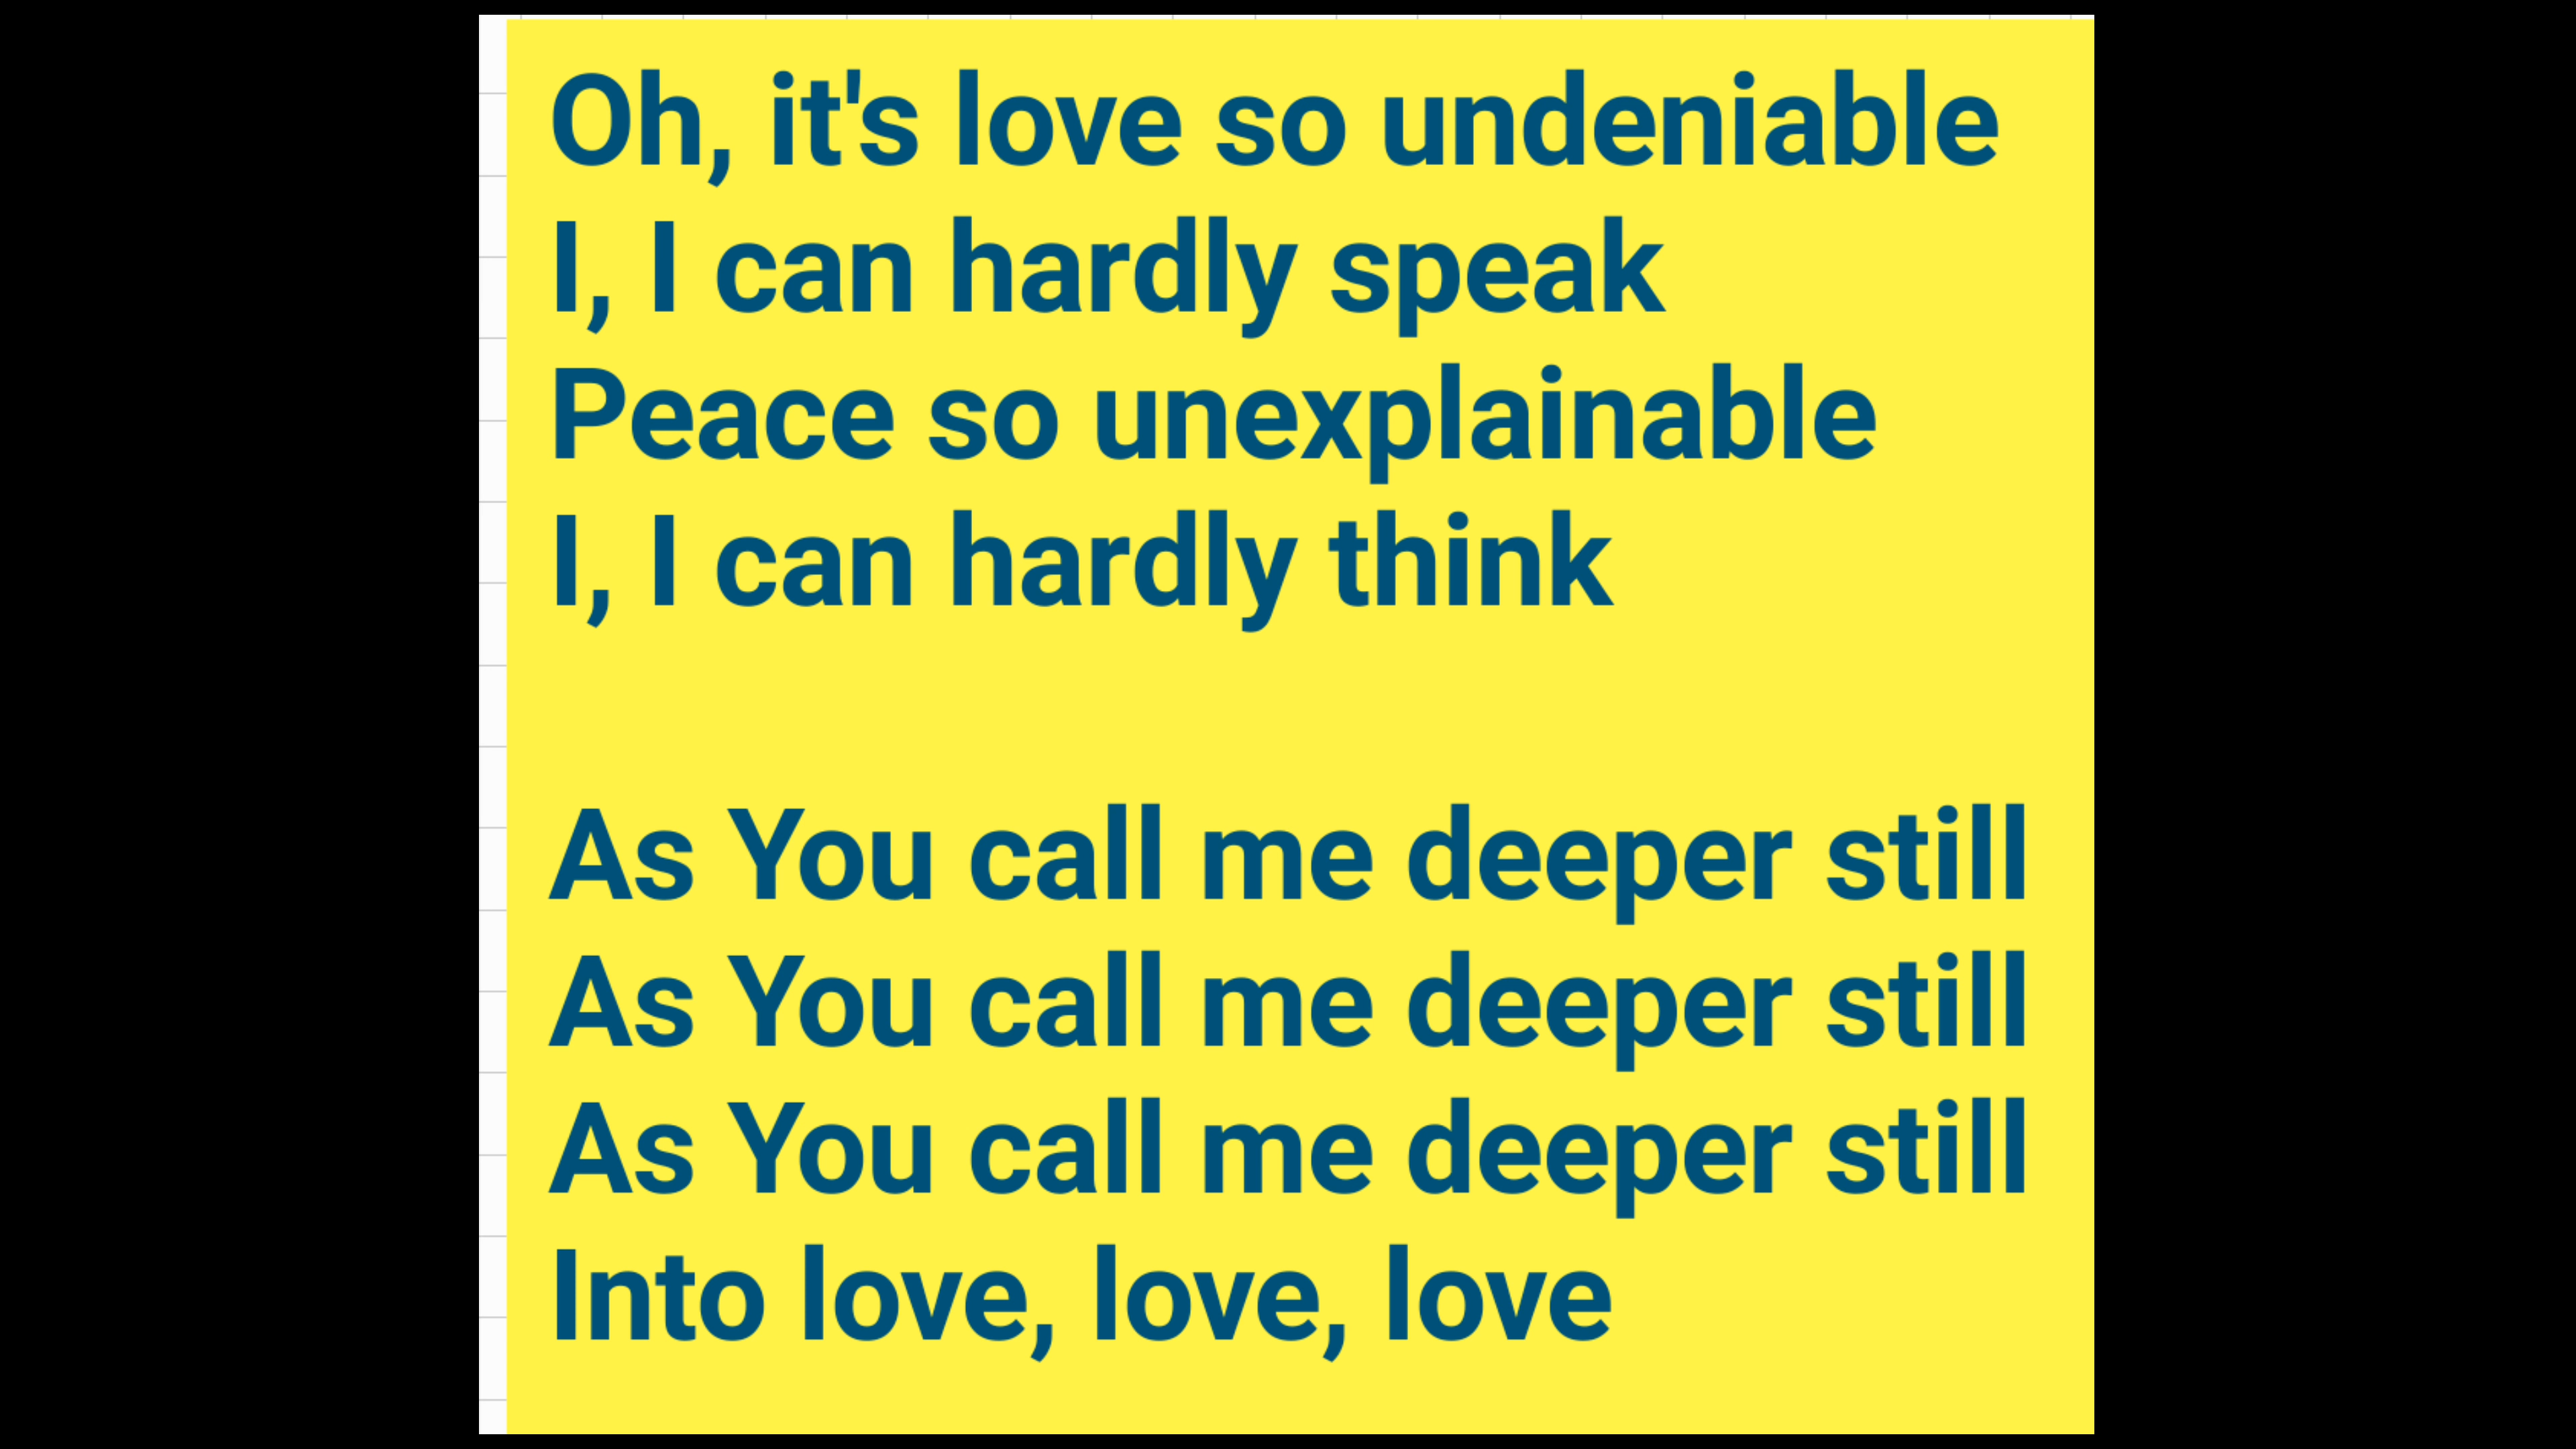 Oh, it's love so undeniable
I, I can hardly speak
Peace so unexplainable
I, I can hardly think
As You call me deeper still
As You call me deeper still
As You call me deeper still
Into love, love, love